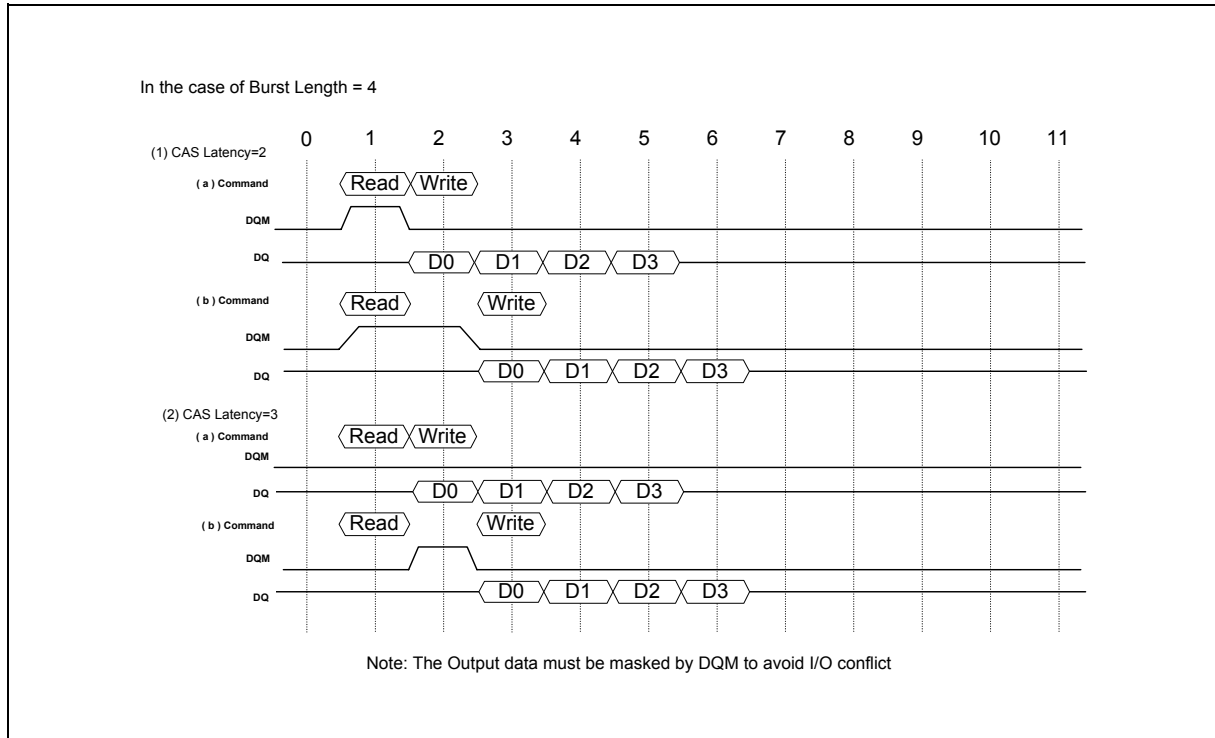 In the case of Burst Length = 4
0 1 2 3 4 5 6 7 8 9 10 11
(1) CAS Latency=2
( a ) Command Read Write
DQM
DQ D0 D1 D2 D3
( b ) Command Read Write
DQM
DQ D0 D1 D2 D3
(2) CAS Latency=3
( a ) Command Read Write
DQM
DQ D0 D1 D2 D3
( b ) Command Read Write
DQM
DQ D0 D1 D2 D3
Note: The Output data must be masked by DQM to avoid I/O conflict